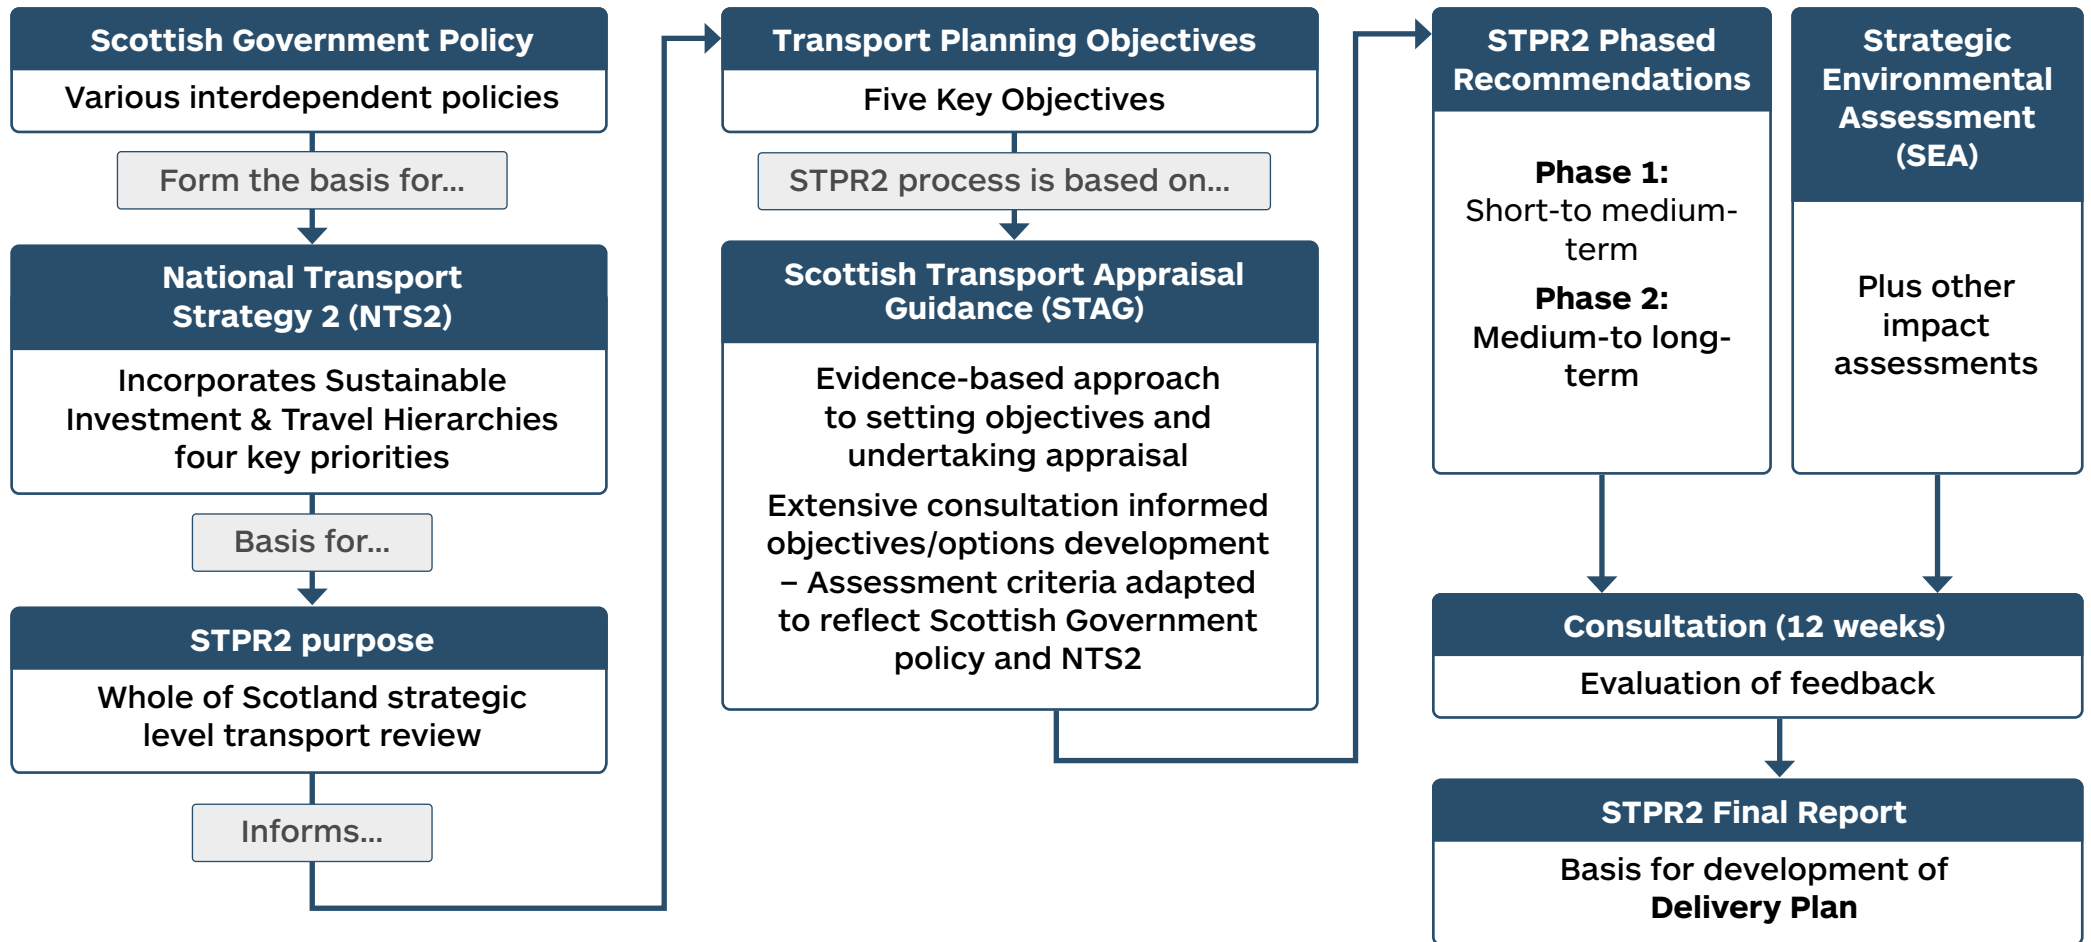 Scottish Government Policy
Various interdependent policies
Form the basis for...
National Transport
Strategy 2 (NTS2)
Incorporates Sustainable
Investment & Travel Hierarchies
four key priorities
Basis for...
STPR2 purpose
Whole of Scotland strategic
level transport review
Informs...
Transport Planning Objectives
Five Key Objectives
STPR2 process is based on...
Scottish Transport Appraisal
Guidance (STAG)
Evidence-based approach
to setting objectives and
undertaking appraisal
Extensive consultation informed
objectives/options development
– Assessment criteria adapted
to reflect Scottish Government
policy and NTS2
STPR2 Phased
Recommendations
Phase 1:
Short-to medium-
term
Phase 2:
Medium-to long-
term
Strategic
Environmental
Assessment
(SEA)
Plus other
impact
assessments
Consultation (12 weeks)
Evaluation of feedback
STPR2 Final Report
Basis for development of
Delivery Plan